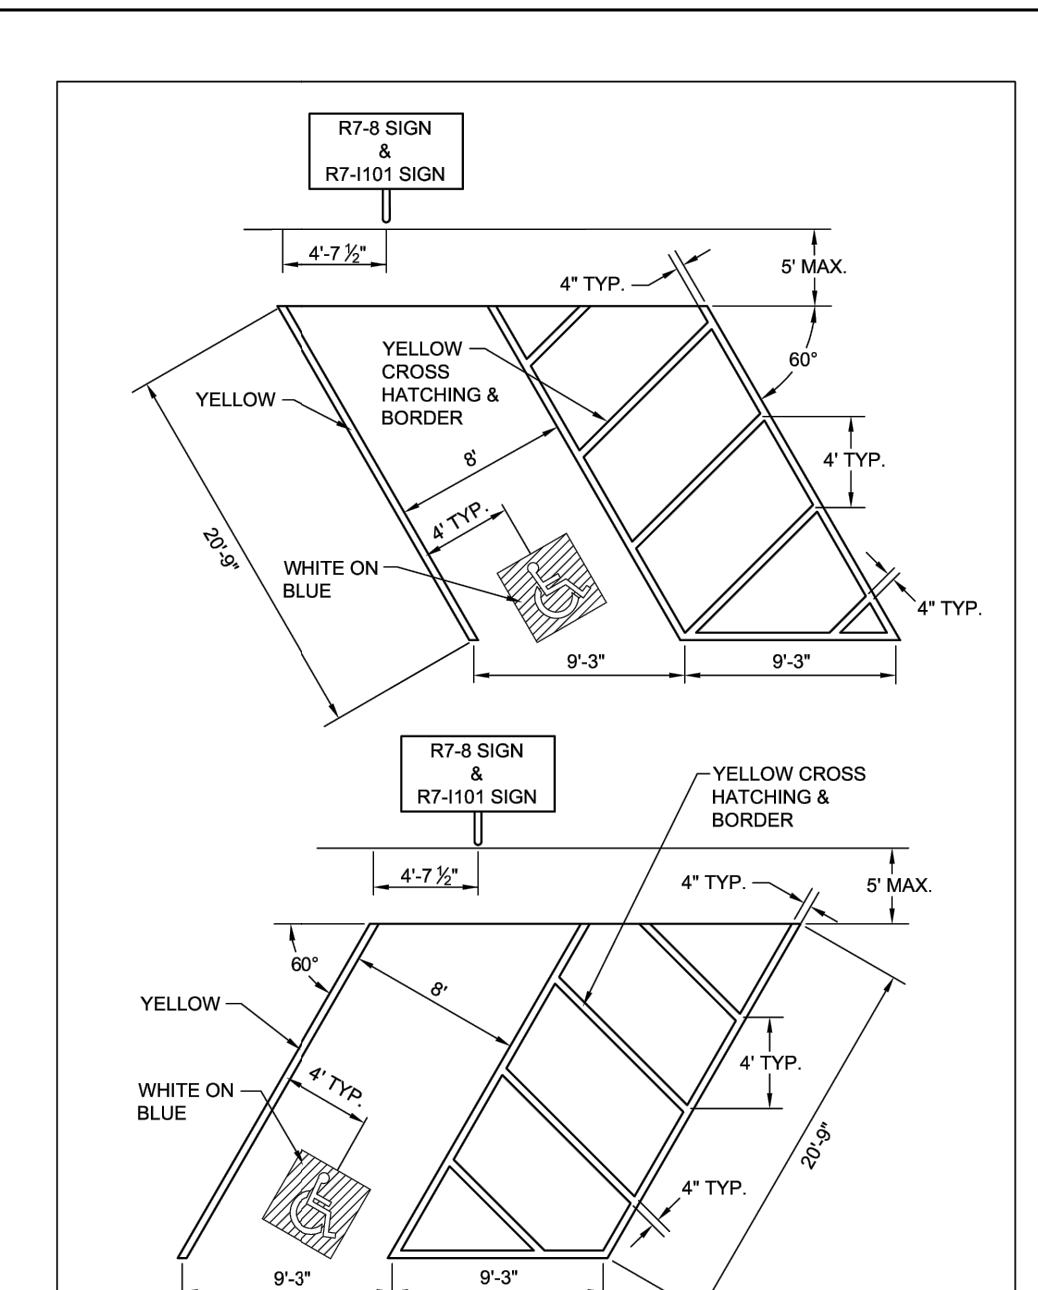 R7-8 SIGN
&
R7-I101 SIGN
4'-7 ½"
5' MAX.
4" TYP.
60°
YELLOW
CROSS
HATCHING &
BORDER
YELLOW
4' TYP.
8'
4' TYP.
20'-9"
WHITE ON
BLUE
4" TYP.
9'-3"
9'-3"
R7-8 SIGN
&
R7-I101 SIGN
YELLOW CROSS
HATCHING &
BORDER
4'-7 ½"
4" TYP.
5' MAX.
60°
8'
YELLOW
4' TYP.
4' TYP.
WHITE ON
BLUE
20'-9"
4" TYP.
9'-3"
9'-3"